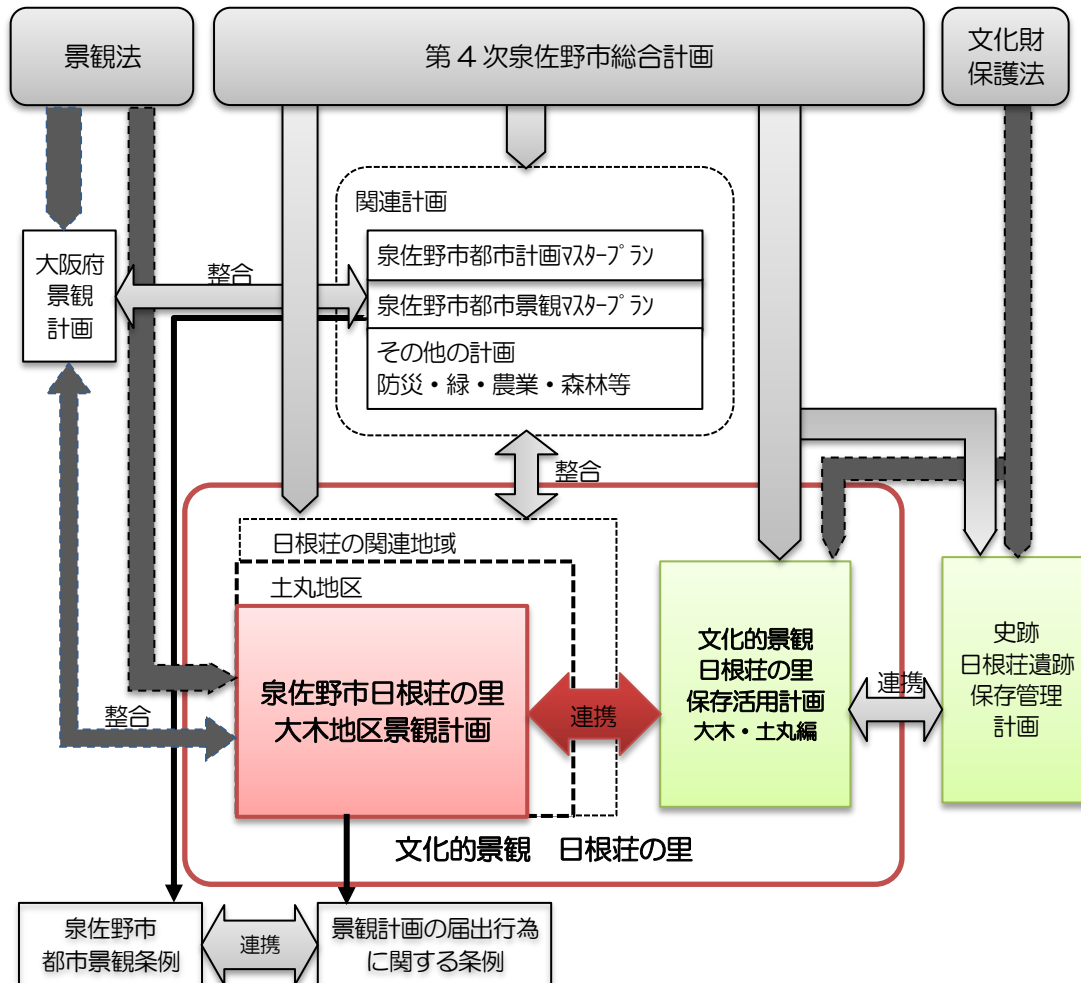 景観法
第4次泉佐野市総合計画
文化財
保護法
関連計画
泉佐野市都市計画ﾏｽﾀｰﾌﾟﾗﾝ
泉佐野市都市景観ﾏｽﾀｰﾌﾟﾗﾝ
その他の計画
防災・緑・農業・森林等
大阪府
景観
計画
整合
整合
日根荘の関連地域
土丸地区
泉佐野市日根荘の里
大木地区景観計画
連携
文化的景観
日根荘の里
保存活用計画
大木・土丸編
連携
史跡
日根荘遺跡
保存管理
計画
整合
文化的景観　日根荘の里
泉佐野市
都市景観条例
連携
景観計画の届出行為
に関する条例